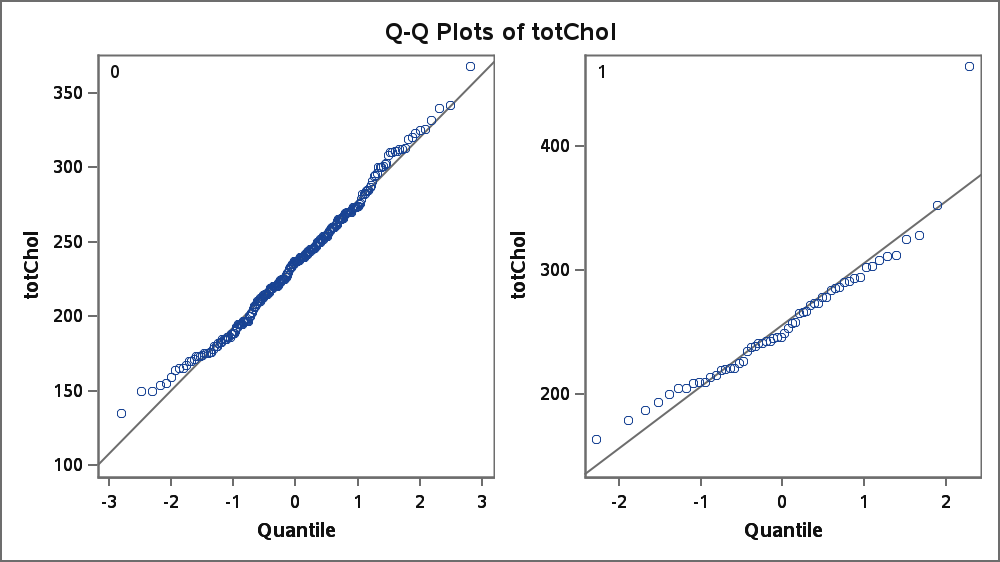 Q-Q Plots of totChol
0
350
300
250
200
150
100
totChol
-3 -2 -1 0 1 2 3
Quantile
1
400
300
200
totChol
-2 -1 0 1 2
Quantile